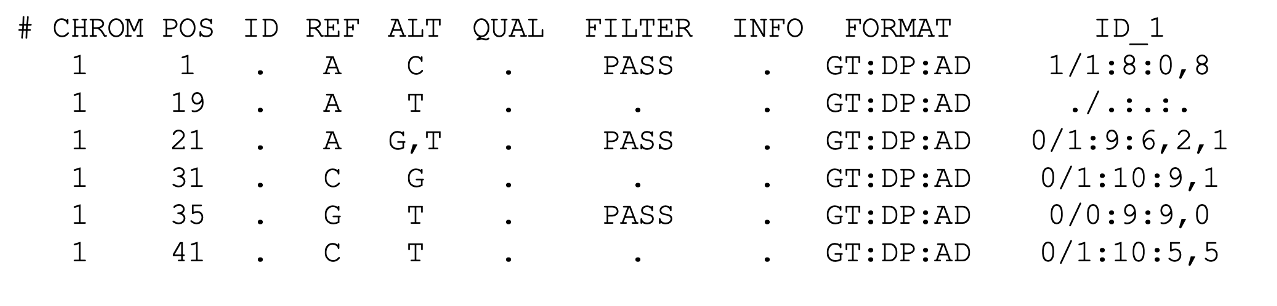 # CHROM POS ID REF ALT QUAL FILTER INFO FORMAT ID_1
1 1 . A C . PASS . GT:DP:AD 1/1:8:0,8
1 19 . A T . . . GT:DP:AD ./.:.:.
1 21 . A G,T . PASS . GT:DP:AD 0/1:9:6,2,1
1 31 . C G . . . GT:DP:AD 0/1:10:9,1
1 35 . G T . PASS . GT:DP:AD 0/0:9:9,0
1 41 . C T . . . GT:DP:AD 0/1:10:5,5